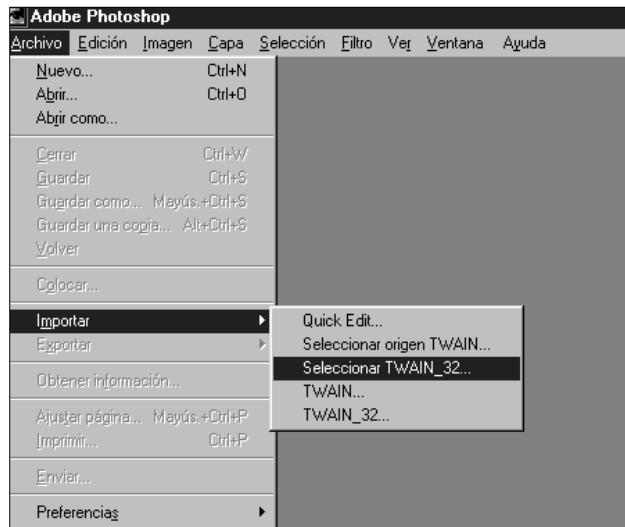 Adobe Photoshop
Archivo Edición Imagen Capa Selección Filtro Ver Ventana Ayuda
Nuevo... Ctrl+N
Abrir... Ctrl+O
Abrir como...
Cerrar Ctrl+W
Guardar Ctrl+S
Guardar como... Mayús.+Ctrl+S
Guardar una copia... Alt+Ctrl+S
Volver
Colocar...
Importar
Quick Edit...
Exportar
Seleccionar origen TWAIN...
Seleccionar TWAIN_32...
Obtener información...
TWAIN...
Ajustar página... Mayús.+Ctrl+P
TWAIN_32...
Imprimir... Ctrl+P
Enviar...
Preferencias